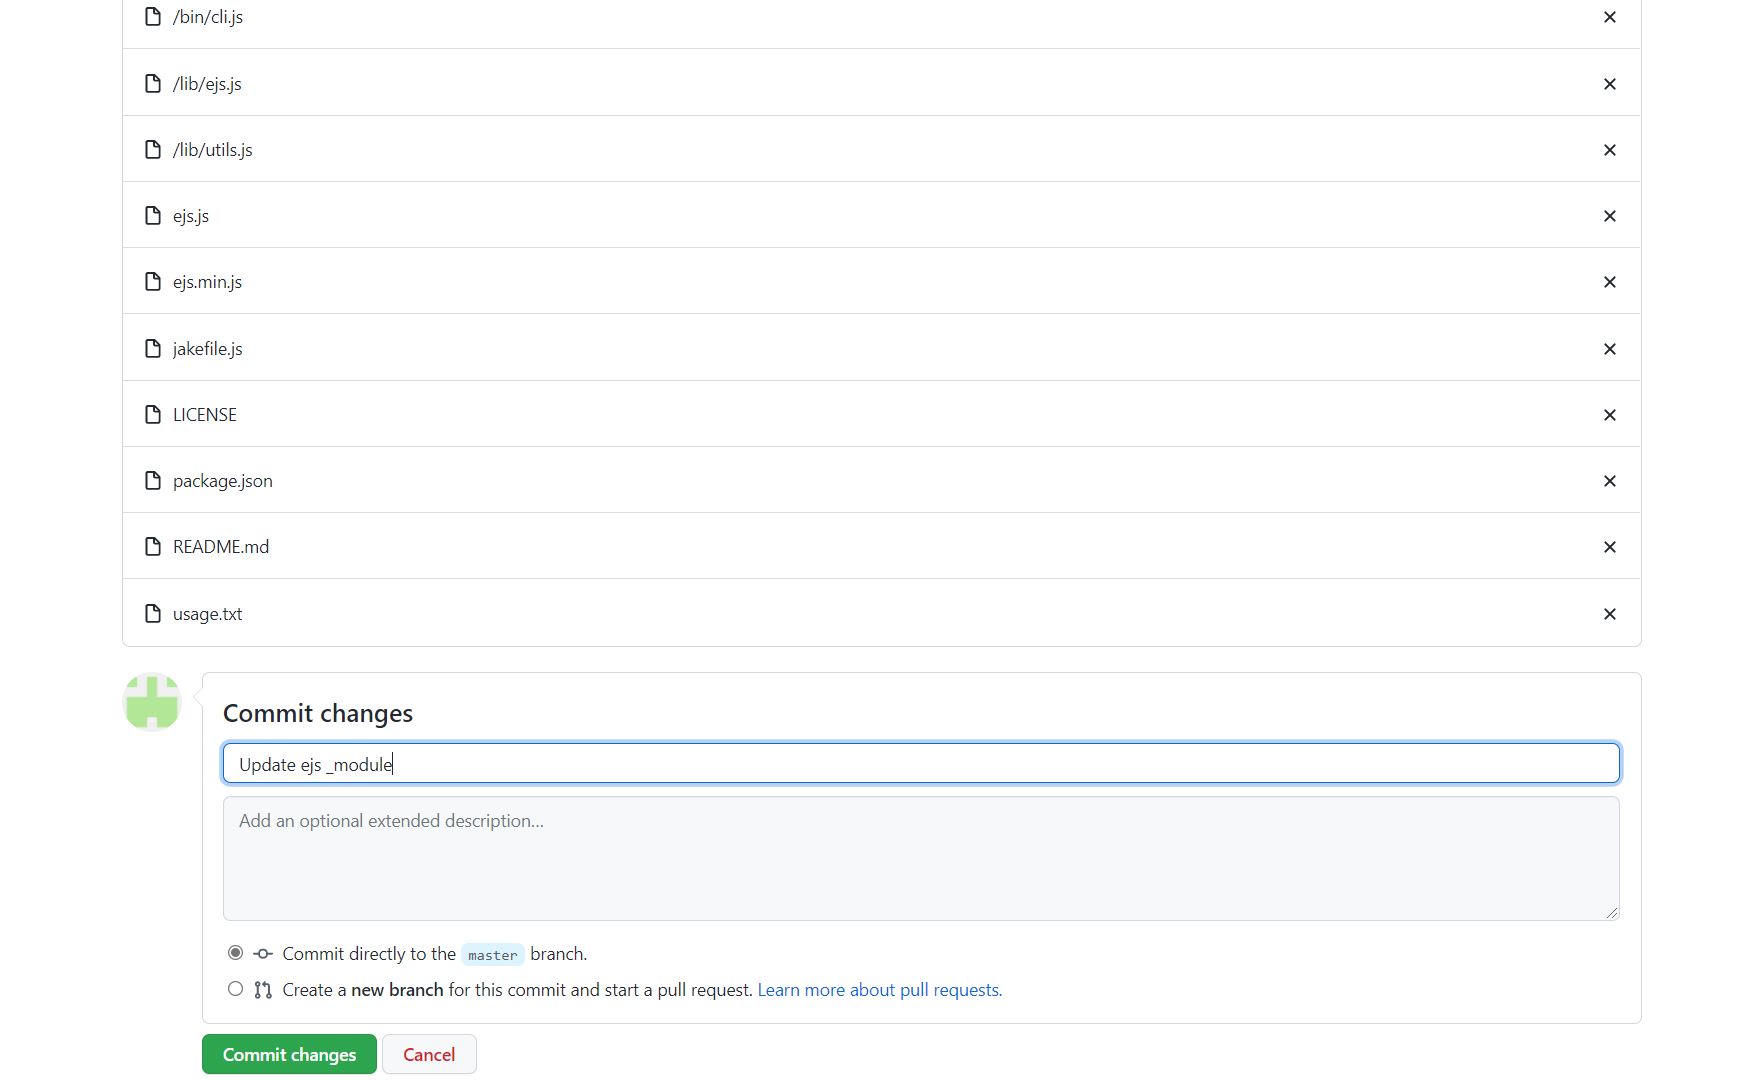 /bin/cli.js
/lib/ejs.js
/lib/utils.js
ejs.js
ejs.min.js
jakefile.js
LICENSE
package.json
README.md
usage.txt
Commit changes
Update ejs _module
Add an optional extended description...
Commit directly to the master branch.
Create a new branch for this commit and start a pull request. Learn more about pull requests.
Commit changes Cancel